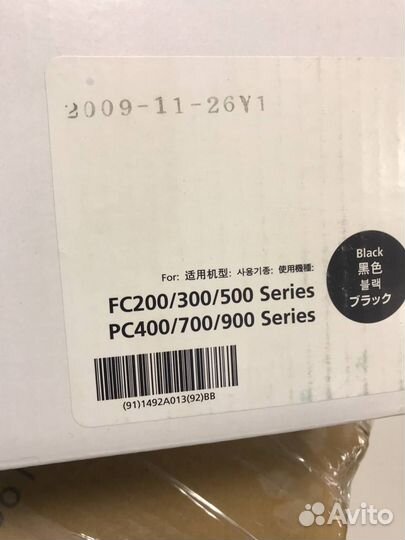 2009-11-26V1
For: 适用机型: 사용기종: 使用機種:
FC200/300/500 Series
PC400/700/900 Series
Black
黑色
블랙
ブラック
(91)1492A013(92)BB
Avito